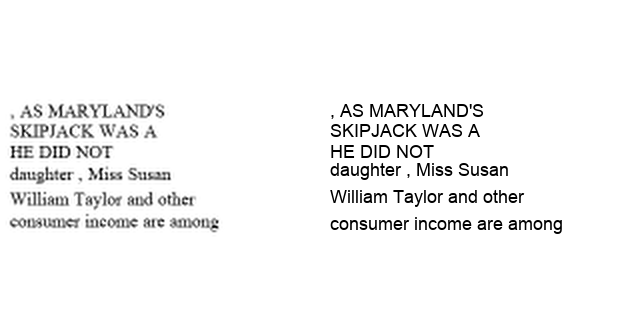 , AS MARYLAND'S
SKIPJACK WAS A
HE DID NOT
daughter , Miss Susan
William Taylor and other
consumer income are among
, AS MARYLAND'S
SKIPJACK WAS A
HE DID NOT
daughter , Miss Susan
William Taylor and other
consumer income are among